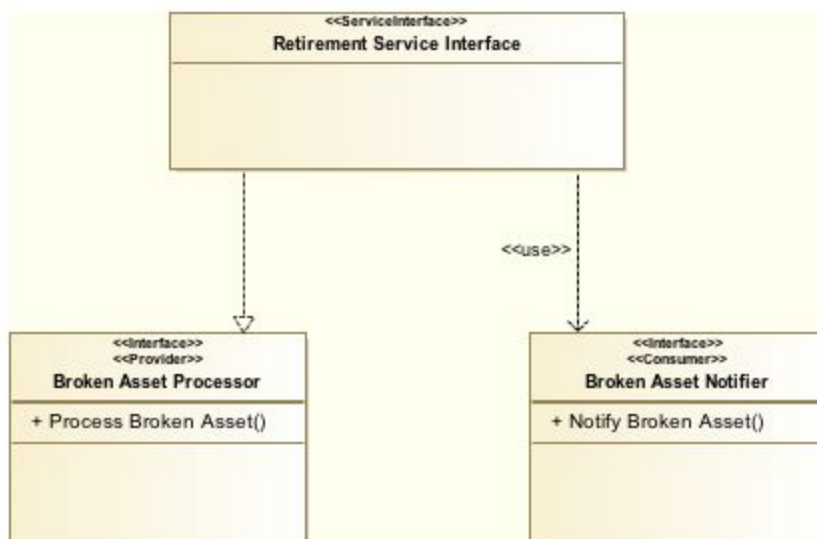 <<ServiceInterface>>
Retirement Service Interface
<<use>>
<<Interface>>
<<Provider>>
Broken Asset Processor
+ Process Broken Asset()
<<Interface>>
<<Consumer>>
Broken Asset Notifier
+ Notify Broken Asset()